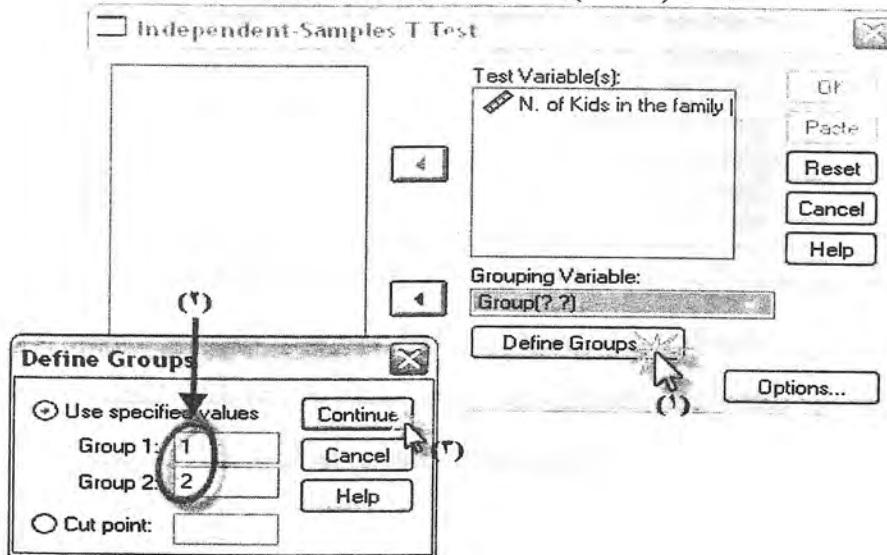 Independent-Samples T Test
Test Variable(s):
N. of Kids in the family
OK
Paste
Reset
Cancel
Help
Grouping Variable:
Group(? ?)
Define Groups
(١)
Options...
(٢)
Define Groups
Use specified values
Group 1: 1
Group 2: 2
Cut point:
Continue
(٣)
Cancel
Help